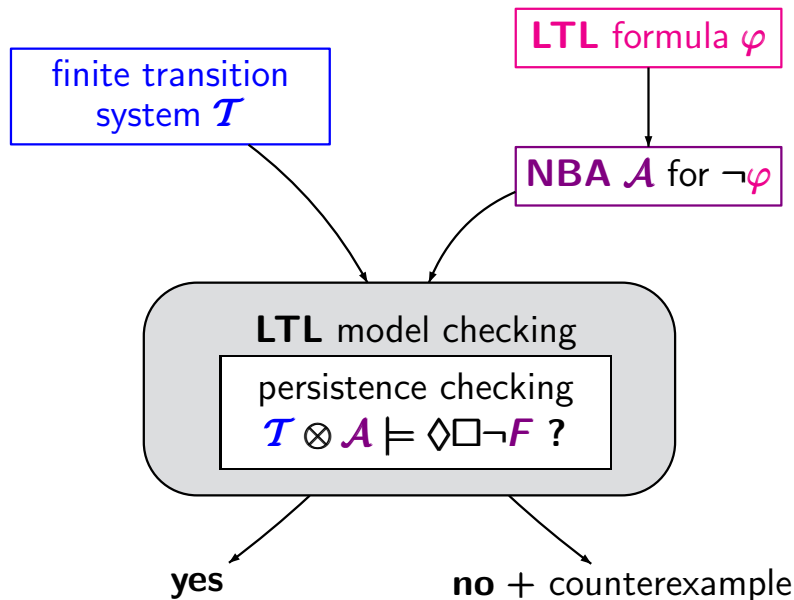 LTL formula φ
finite transition
system 𝓣
NBA 𝓐 for ¬φ
LTL model checking
persistence checking
𝓣 ⊗ 𝓐 ⊨ ◊□¬F ?
yes
no + counterexample